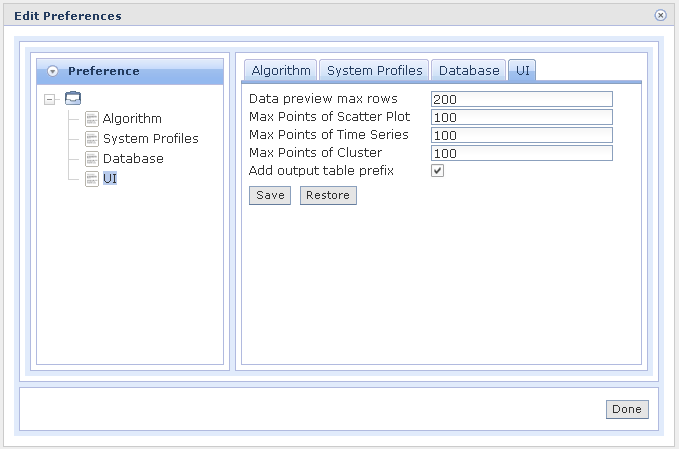 Edit Preferences
Preference
Algorithm
System Profiles
Database
UI
Algorithm System Profiles Database UI
Data preview max rows 200
Max Points of Scatter Plot 100
Max Points of Time Series 100
Max Points of Cluster 100
Add output table prefix
Save Restore
Done